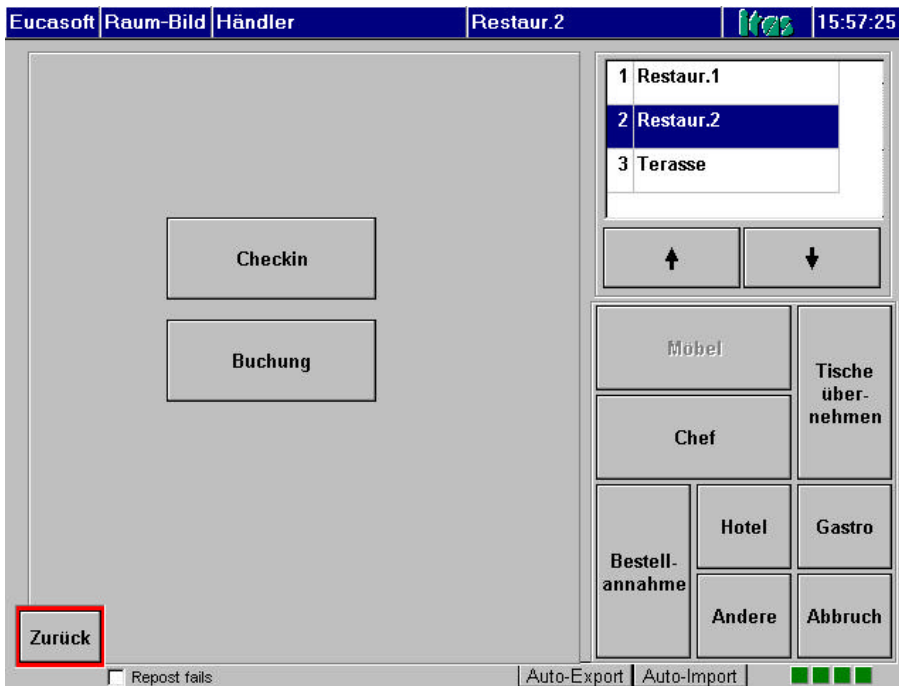 Eucasoft Raum-Bild Händler Restaur.2 itas 15:57:25
1 Restaur.1
2 Restaur.2
3 Terasse
Checkin
Buchung
Möbel
Tische
über-
nehmen
Chef
Bestell-
annahme
Hotel
Gastro
Andere
Abbruch
Zurück
Repost fails
Auto-Export Auto-Import